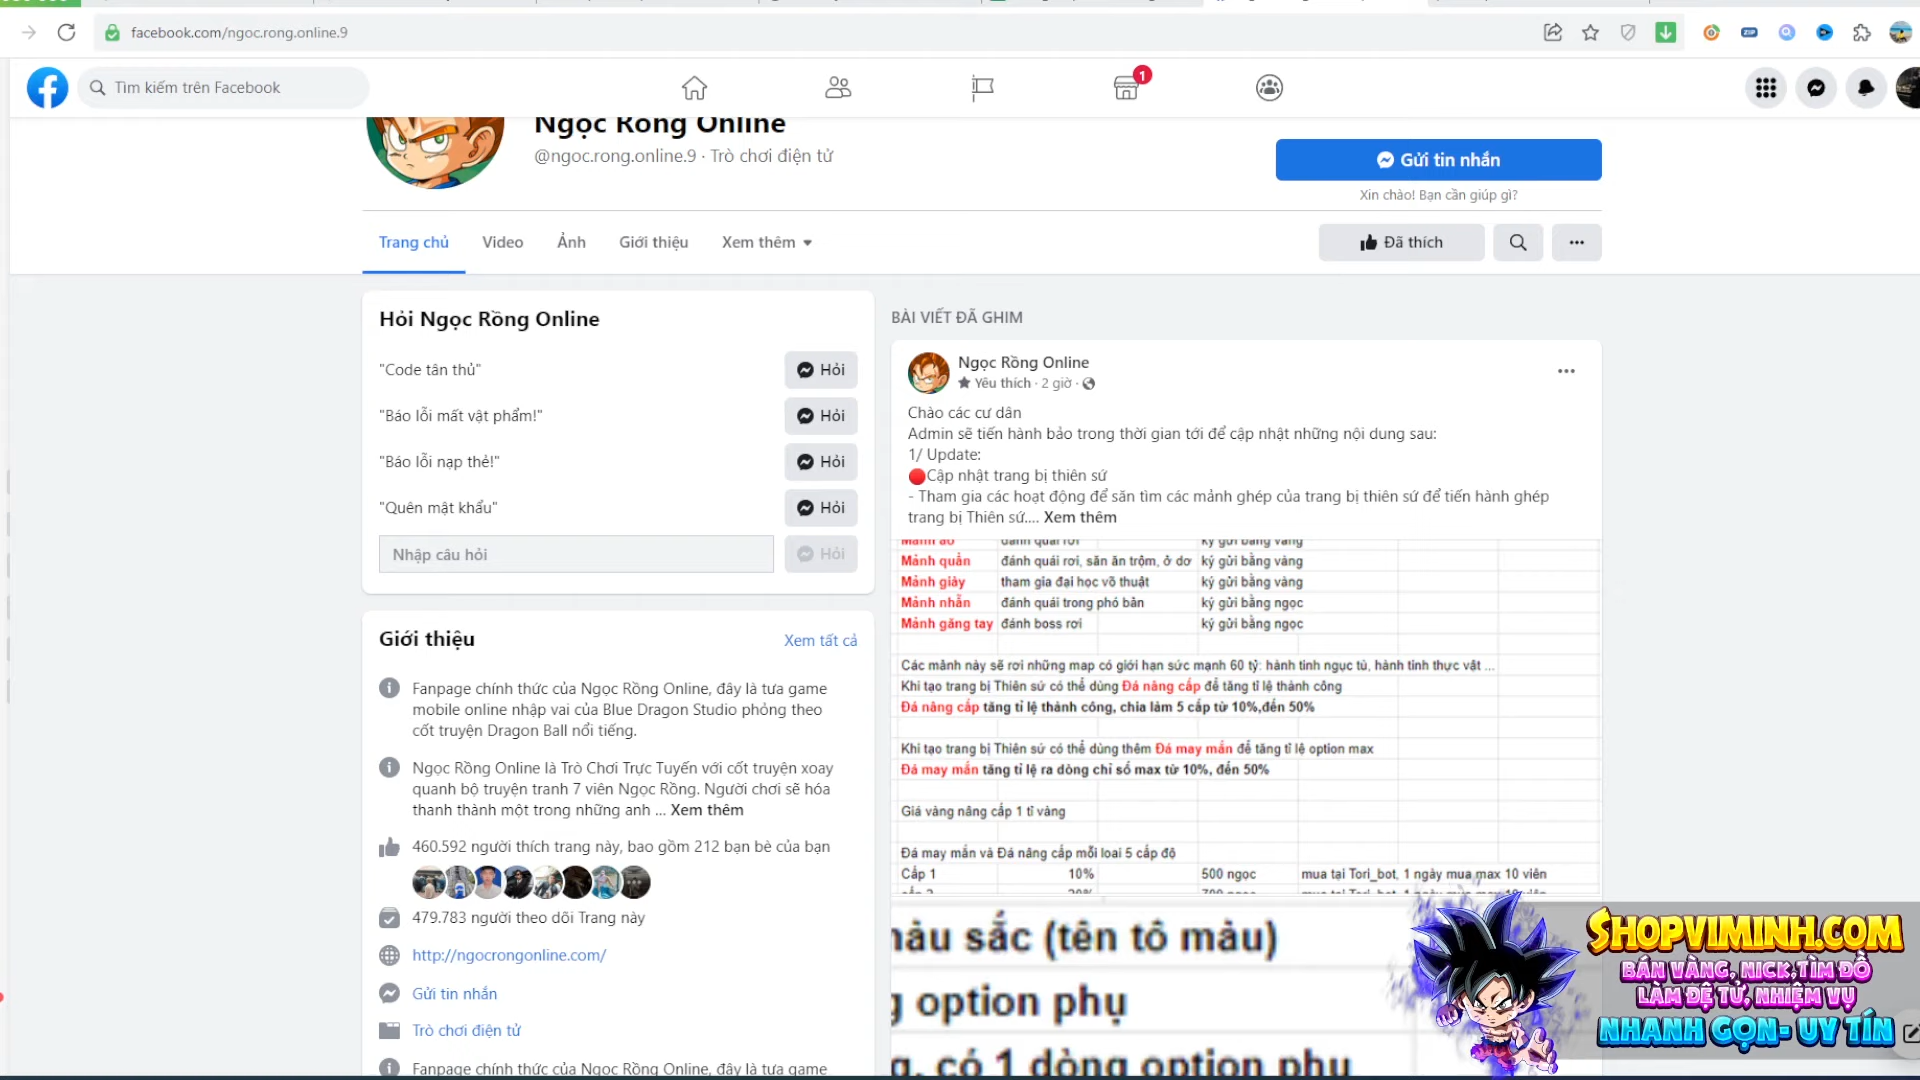 facebook.com/ngoc.rong.online.9
ZIP
Tìm kiếm trên Facebook
1
Ngọc Rồng Online
@ngoc.rong.online.9 · Trò chơi điện tử
Gửi tin nhắn
Xin chào! Bạn cần giúp gì?
Trang chủ
Video
Ảnh
Giới thiệu
Xem thêm
Đã thích
Hỏi Ngọc Rồng Online
"Code tân thủ"
Hỏi
"Báo lỗi mất vật phẩm!"
Hỏi
"Báo lỗi nạp thẻ!"
Hỏi
"Quên mật khẩu"
Hỏi
Nhập câu hỏi
Hỏi
Giới thiệu
Xem tất cả
Fanpage chính thức của Ngọc Rồng Online, đây là tựa game
mobile online nhập vai của Blue Dragon Studio phỏng theo
cốt truyện Dragon Ball nổi tiếng.
Ngọc Rồng Online là Trò Chơi Trực Tuyến với cốt truyện xoay
quanh bộ truyện tranh 7 viên Ngọc Rồng. Người chơi sẽ hóa
thanh thành một trong những anh ... Xem thêm
460.592 người thích trang này, bao gồm 212 bạn bè của bạn
479.783 người theo dõi Trang này
http://ngocrongonline.com/
Gửi tin nhắn
Trò chơi điện tử
Fanpage chính thức của Ngọc Rồng Online, đây là tựa game
BÀI VIẾT ĐÃ GHIM
Ngọc Rồng Online
Yêu thích · 2 giờ ·
Chào các cư dân
Admin sẽ tiến hành bảo trong thời gian tới để cập nhật những nội dung sau:
1/ Update:
🔴Cập nhật trang bị thiên sứ
- Tham gia các hoạt động để săn tìm các mảnh ghép của trang bị thiên sứ để tiến hành ghép
trang bị Thiên sứ.... Xem thêm
Mảnh áo đánh quái rơi ký gửi bằng vàng
Mảnh quần đánh quái rơi, săn ăn trộm, ở dơ ký gửi bằng vàng
Mảnh giày tham gia đại học võ thuật ký gửi bằng vàng
Mảnh nhẫn đánh quái trong phó bản ký gửi bằng ngọc
Mảnh găng tay đánh boss rơi ký gửi bằng ngọc
Các mảnh này sẽ rơi những map có giới hạn sức mạnh 60 tỷ: hành tinh ngục tù, hành tinh thực vật ...
Khi tạo trang bị Thiên sứ có thể dùng Đá nâng cấp để tăng tỉ lệ thành công
Đá nâng cấp tăng tỉ lệ thành công, chia làm 5 cấp từ 10%,đến 50%
Khi tạo trang bị Thiên sứ có thể dùng thêm Đá may mắn để tăng tỉ lệ option max
Đá may mắn tăng tỉ lệ ra dòng chỉ số max từ 10%, đến 50%
Giá vàng nâng cấp 1 tỉ vàng
Đá may mắn và Đá nâng cấp mỗi loai 5 cấp độ
Cấp 1 10% 500 ngọc mua tại Tori_bot, 1 ngày mua max 10 viên
màu sắc (tên tô màu)
option phụ
, có 1 dòng option phụ
SHOPVIMINH.COM
BÁN VÀNG, NICK,TÌM ĐỒ
LÀM ĐỆ TỬ, NHIỆM VỤ
NHANH GỌN- UY TÍN